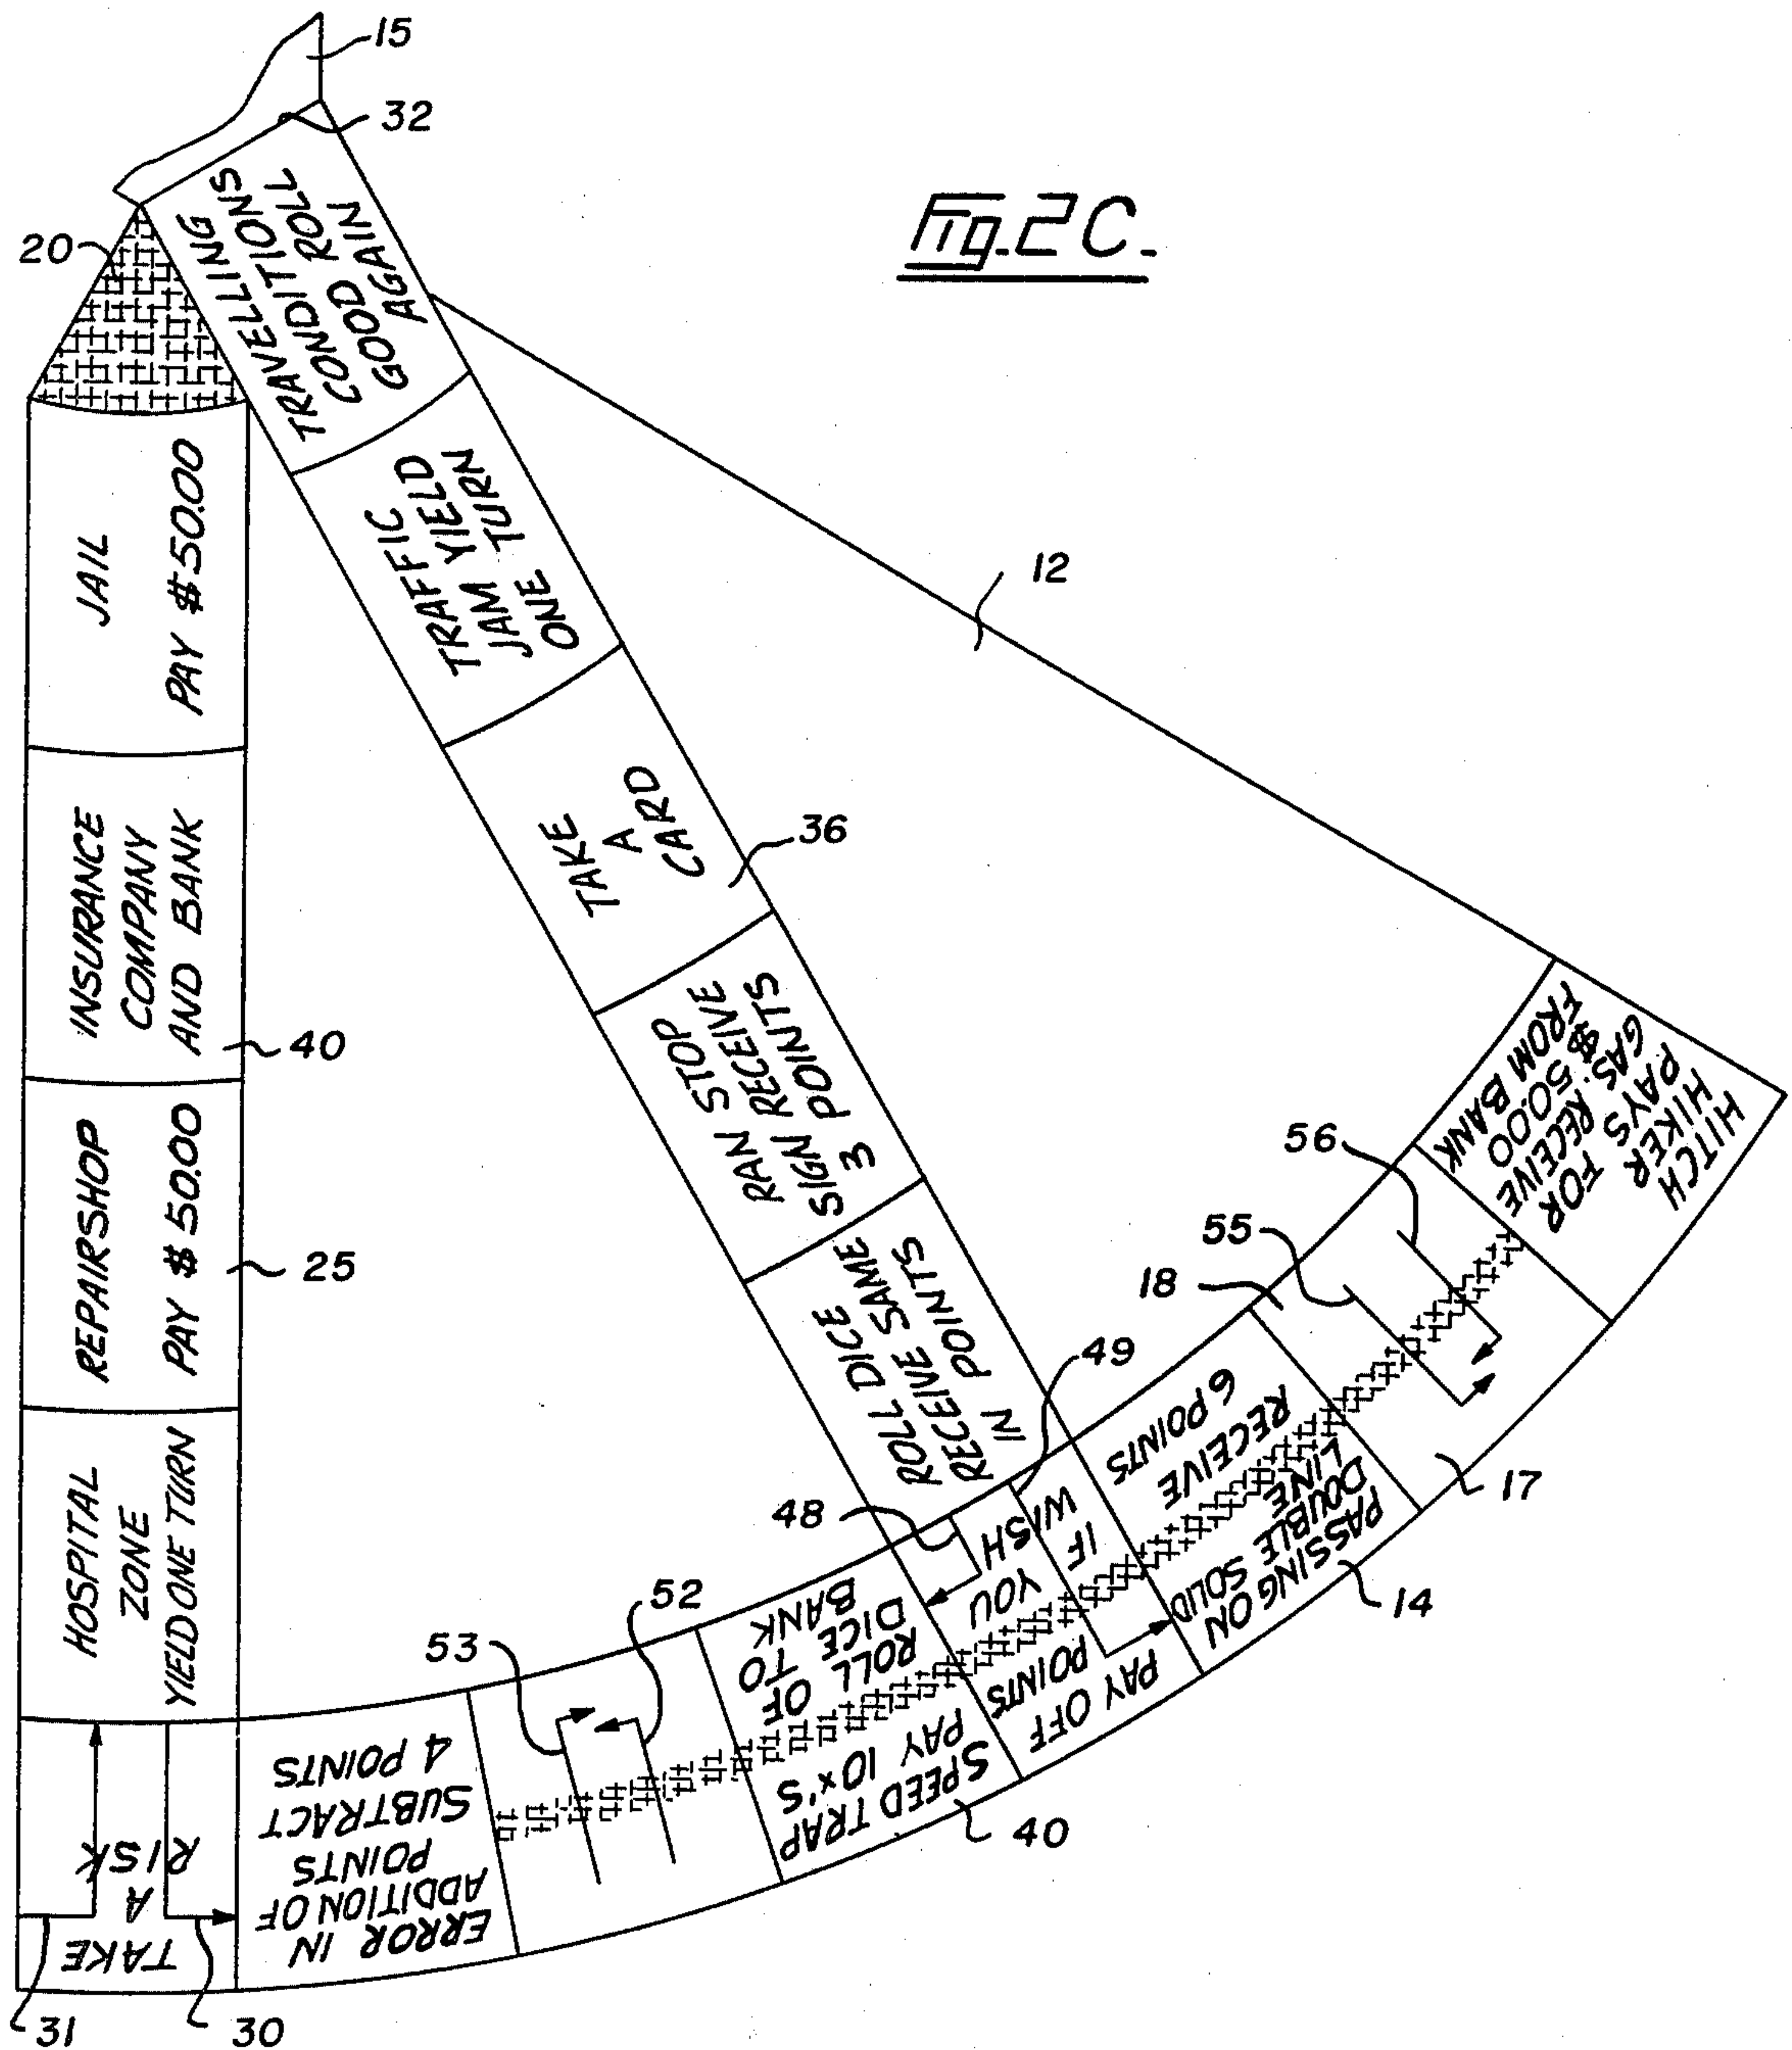 Fig. 2C.
15
32
20
TRAVELLING
CONDITIONS
GOOD ROLL
AGAIN
JAIL
PAY $50.00
TRAFFIC
JAM YIELD
ONE TURN
12
INSURANCE
COMPANY
AND BANK
40
TAKE
A
CARD
36
REPAIRSHOP
PAY $50.00
25
RAN STOP
SIGN RECEIVE
3 POINTS
HOSPITAL
ZONE
YIELD ONE TURN
ROLL DICE
RECEIVE SAME
IN POINTS
HITCH
HIKER
PAYS FOR
GAS. RECEIVE
$50.00
FROM BANK
56
55
18
49
48
17
14
PASSING ON
DOUBLE SOLID
LINE
RECEIVE
6 POINTS
PAY OFF
POINTS
IF YOU
WISH
SPEED TRAP
PAY 10X'S
ROLL OF
DICE TO
BANK
40
52
53
ERROR IN
ADDITION OF
POINTS
SUBTRACT
4 POINTS
TAKE
A
RISK
31
30